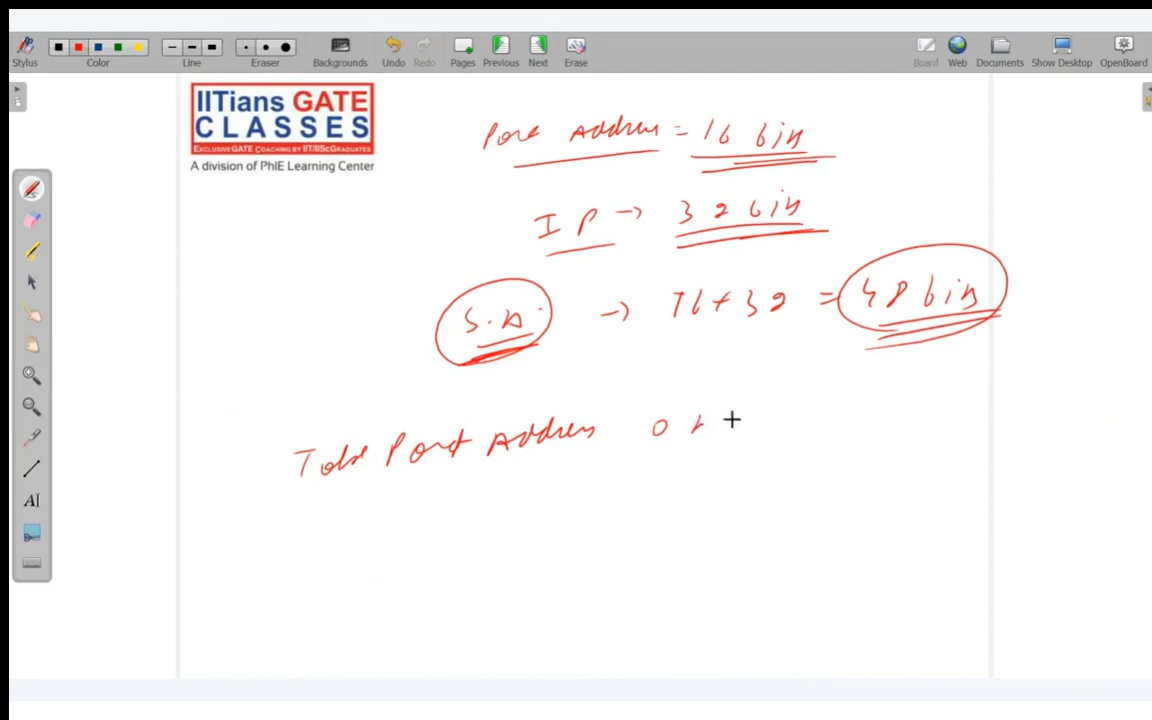 Stylus
Color
Line
Eraser
Backgrounds
Undo
Redo
Pages
Previous
Next
Erase
Board
Web
Documents
Show Desktop
OpenBoard
IITians GATE
CLASSES
EXCLUSIVE GATE COACHING BY IIT/IISc GRADUATES
A division of PhIE Learning Center
Port Address = 16 bits
IP → 32 bits
S.A. → 16+32 = 48 bits
Total Port Address 0
AI